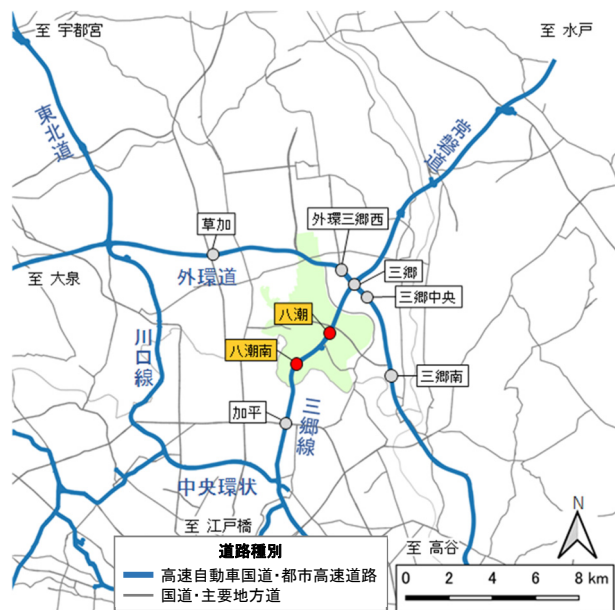 至 宇都宮
至 水戸
東北道
常磐道
草加
外環三郷西
外環道
三郷
至 大泉
三郷中央
八潮
川口線
八潮南
三郷南
加平
三郷線
中央環状
至 江戸橋
至 高谷
N
道路種別
高速自動車国道・都市高速道路
国道・主要地方道
0 2 4 6 8 km